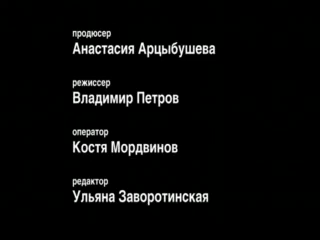 продюсер
Анастасия Арцыбушева
режиссер
Владимир Петров
оператор
Костя Мордвинов
редактор
Ульяна Заворотинская